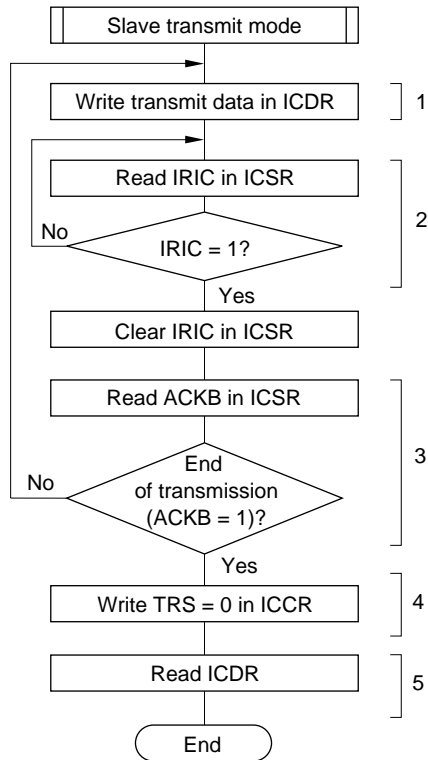 Slave transmit mode
Write transmit data in ICDR
1
Read IRIC in ICSR
2
No
IRIC = 1?
Yes
Clear IRIC in ICSR
Read ACKB in ICSR
3
End
No
of transmission
(ACKB = 1)?
Yes
Write TRS = 0 in ICCR
4
Read ICDR
5
End